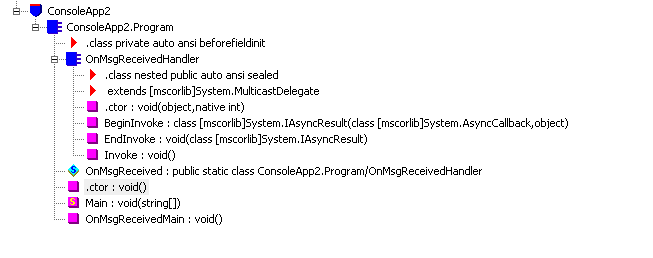 ConsoleApp2
ConsoleApp2.Program
.class private auto ansi beforefieldinit
OnMsgReceivedHandler
.class nested public auto ansi sealed
extends [mscorlib]System.MulticastDelegate
.ctor : void(object,native int)
BeginInvoke : class [mscorlib]System.IAsyncResult(class [mscorlib]System.AsyncCallback,object)
EndInvoke : void(class [mscorlib]System.IAsyncResult)
Invoke : void()
OnMsgReceived : public static class ConsoleApp2.Program/OnMsgReceivedHandler
.ctor : void()
Main : void(string[])
OnMsgReceivedMain : void()